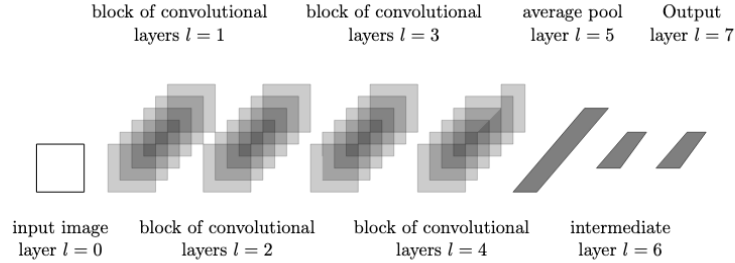 block of convolutional
layers l = 1
block of convolutional
layers l = 3
average pool
layer l = 5
Output
layer l = 7
input image
layer l = 0
block of convolutional
layers l = 2
block of convolutional
layers l = 4
intermediate
layer l = 6